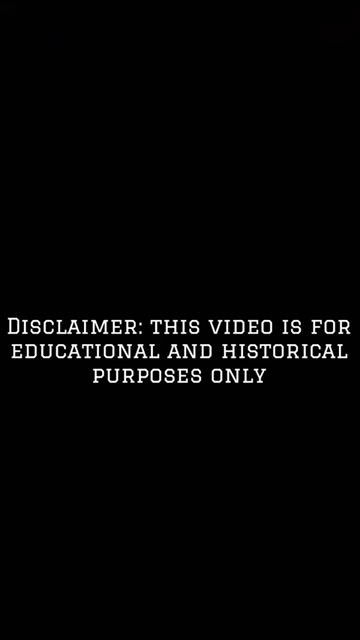 Disclaimer: this video is for
educational and historical
purposes only